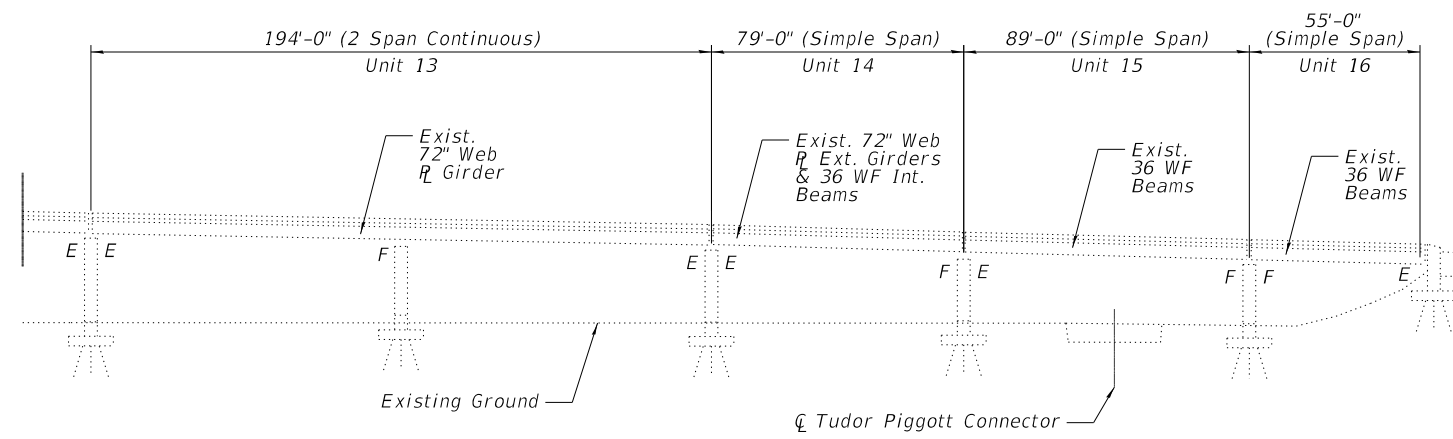 194'-0" (2 Span Continuous)
Unit 13
79'-0" (Simple Span)
Unit 14
89'-0" (Simple Span)
Unit 15
55'-0"
(Simple Span)
Unit 16
Exist.
72" Web
PL Girder
Exist. 72" Web
PL Ext. Girders
& 36 WF Int.
Beams
Exist.
36 WF
Beams
Exist.
36 WF
Beams
E E
F
E E
F E
F F
E
Existing Ground
CL Tudor Piggott Connector